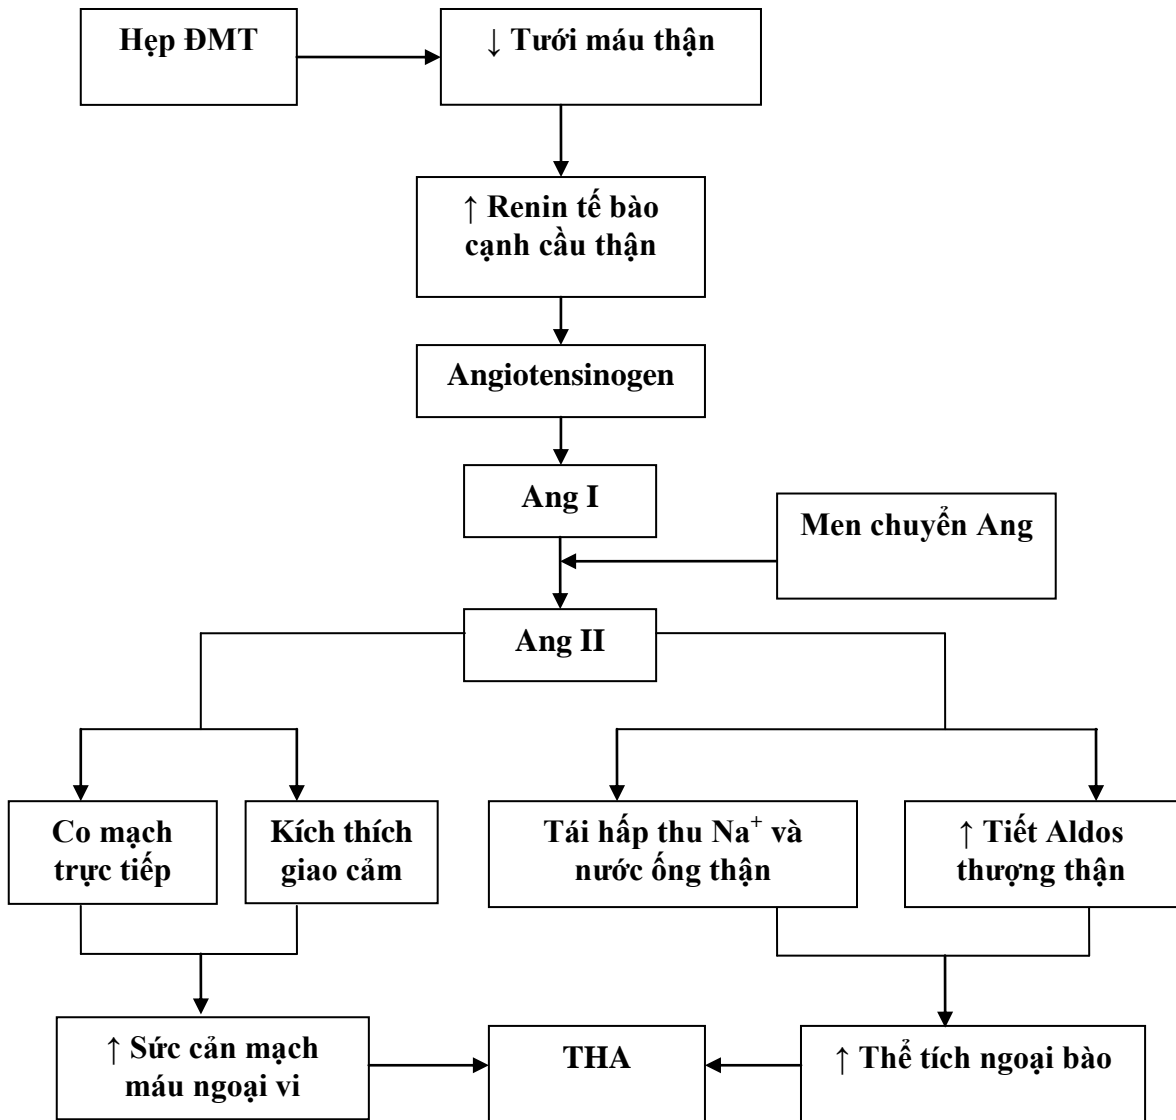 Hẹp ĐMT
↓ Tưới máu thận
↑ Renin tế bào
cạnh cầu thận
Angiotensinogen
Ang I
Men chuyển Ang
Ang II
Co mạch
trực tiếp
Kích thích
giao cảm
Tái hấp thu Na⁺ và
nước ống thận
↑ Tiết Aldos
thượng thận
↑ Sức cản mạch
máu ngoại vi
THA
↑ Thể tích ngoại bào